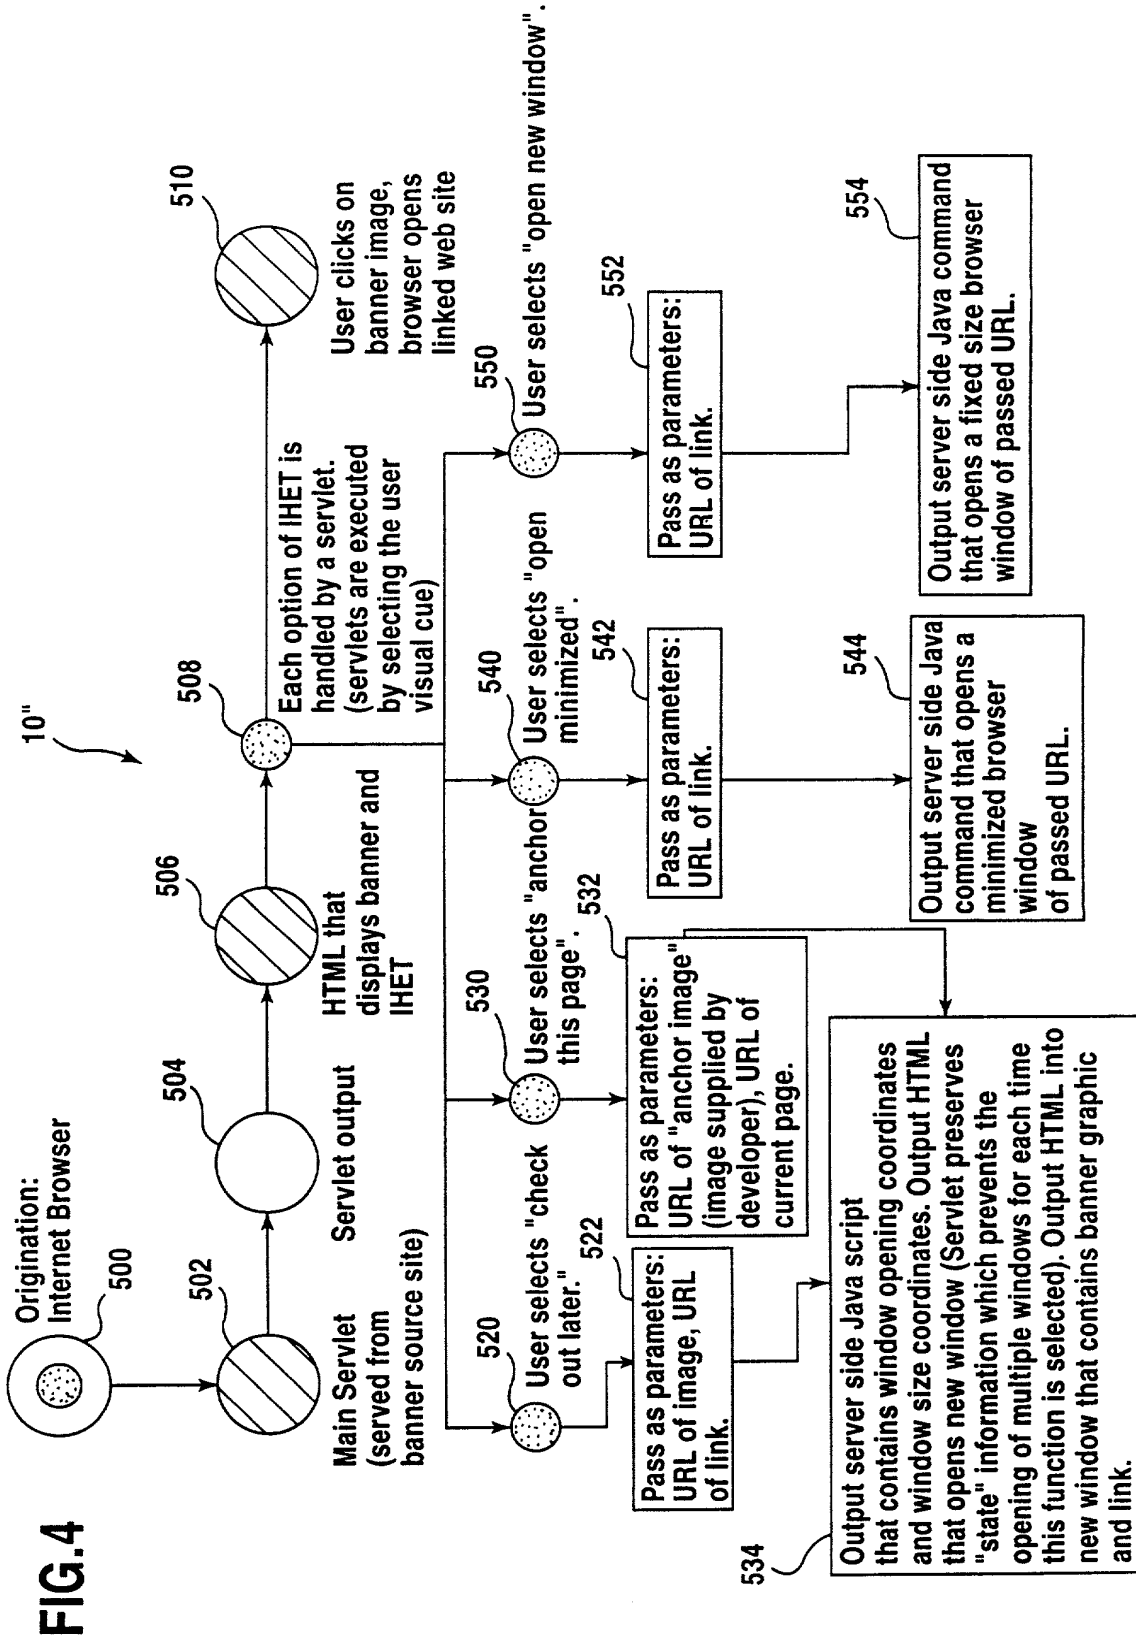 FIG.4
10"
Origination:
Internet Browser
500
502
Main Servlet
(served from
banner source site)
504
Servlet output
506
HTML that
displays banner and
IHET
508
Each option of IHET is
handled by a servlet.
(servlets are executed
by selecting the user
visual cue)
510
User clicks on
banner image,
browser opens
linked web site
520
User selects "check
out later."
522
Pass as parameters:
URL of image, URL
of link.
530
User selects "anchor
this page".
532
Pass as parameters:
URL of "anchor image"
(image supplied by
developer), URL of
current page.
534
Output server side Java script
that contains window opening coordinates
and window size coordinates. Output HTML
that opens new window (Servlet preserves
"state" information which prevents the
opening of multiple windows for each time
this function is selected). Output HTML into
new window that contains banner graphic
and link.
540
User selects "open
minimized".
542
Pass as parameters:
URL of link.
544
Output server side Java
command that opens a
minimized browser
window
of passed URL.
550
User selects "open new window".
552
Pass as parameters:
URL of link.
554
Output server side Java command
that opens a fixed size browser
window of passed URL.